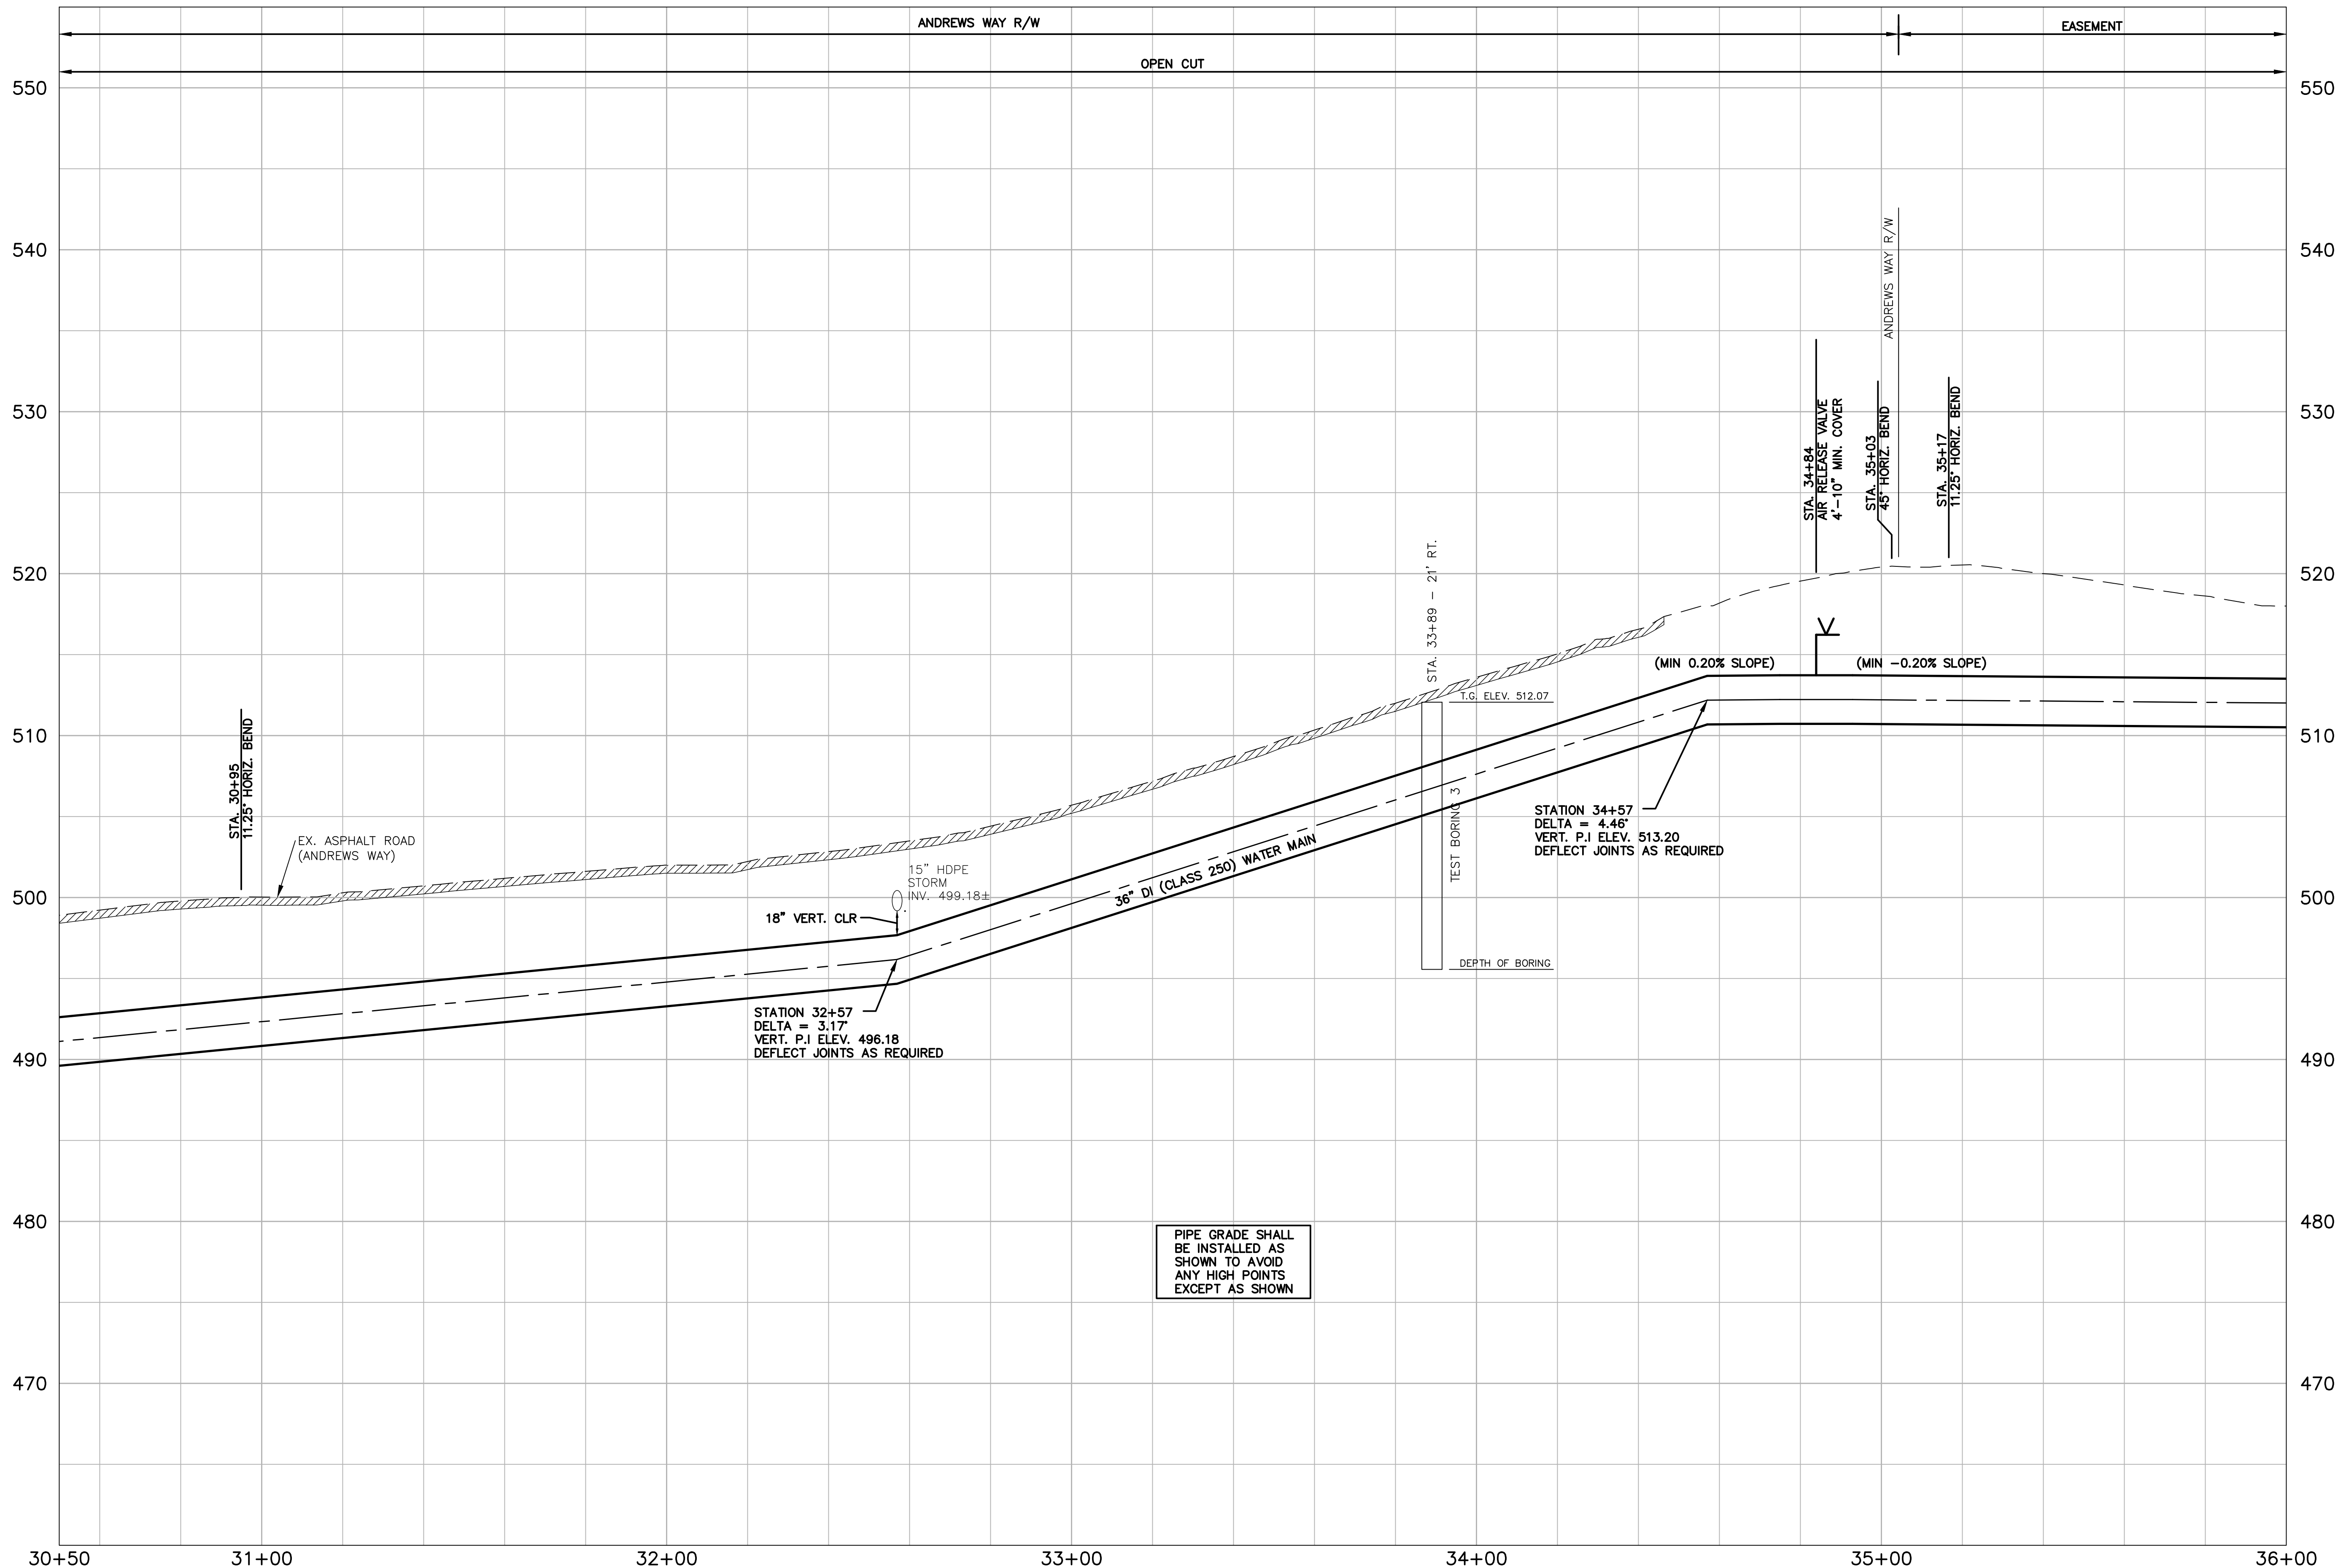 ANDREWS WAY R/W
EASEMENT
OPEN CUT
550
550
540
540
ANDREWS WAY R/W
530
530
STA. 34+84
AIR RELEASE VALVE
4'-10" MIN. COVER
STA. 35+03
45° HORIZ. BEND
STA. 35+17
11.25° HORIZ. BEND
520
520
STA. 33+89 - 21' RT.
(MIN 0.20% SLOPE)
(MIN -0.20% SLOPE)
T.G. ELEV. 512.07
510
510
STA. 30+95
11.25° HORIZ. BEND
EX. ASPHALT ROAD
(ANDREWS WAY)
TEST BORING 3
STATION 34+57
DELTA = 4.46°
VERT. P.I ELEV. 513.20
DEFLECT JOINTS AS REQUIRED
36" DI (CLASS 250) WATER MAIN
15" HDPE
STORM
INV. 499.18±
500
500
18" VERT. CLR
DEPTH OF BORING
STATION 32+57
DELTA = 3.17°
VERT. P.I ELEV. 496.18
DEFLECT JOINTS AS REQUIRED
490
490
480
480
PIPE GRADE SHALL
BE INSTALLED AS
SHOWN TO AVOID
ANY HIGH POINTS
EXCEPT AS SHOWN
470
470
30+50
31+00
32+00
33+00
34+00
35+00
36+00